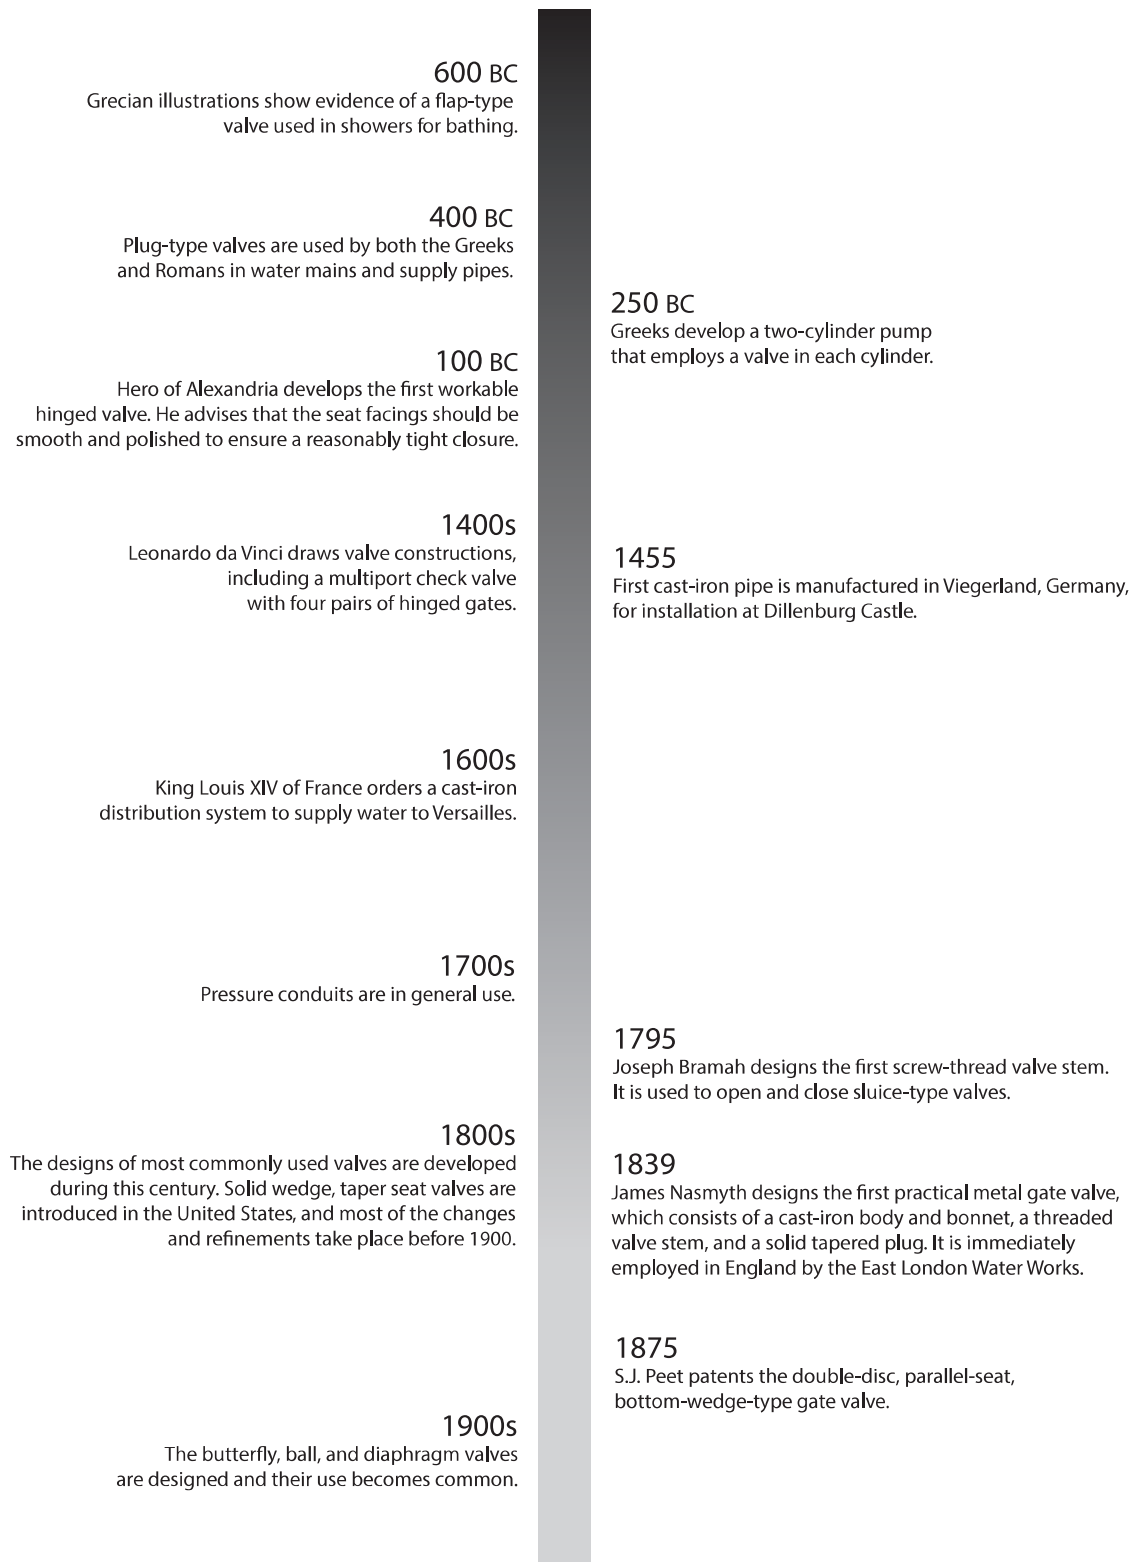 600 BC
Grecian illustrations show evidence of a flap-type
valve used in showers for bathing.
400 BC
Plug-type valves are used by both the Greeks
and Romans in water mains and supply pipes.
250 BC
Greeks develop a two-cylinder pump
that employs a valve in each cylinder.
100 BC
Hero of Alexandria develops the first workable
hinged valve. He advises that the seat facings should be
smooth and polished to ensure a reasonably tight closure.
1400s
Leonardo da Vinci draws valve constructions,
including a multiport check valve
with four pairs of hinged gates.
1455
First cast-iron pipe is manufactured in Viegerland, Germany,
for installation at Dillenburg Castle.
1600s
King Louis XIV of France orders a cast-iron
distribution system to supply water to Versailles.
1700s
Pressure conduits are in general use.
1795
Joseph Bramah designs the first screw-thread valve stem.
It is used to open and close sluice-type valves.
1800s
The designs of most commonly used valves are developed
during this century. Solid wedge, taper seat valves are
introduced in the United States, and most of the changes
and refinements take place before 1900.
1839
James Nasmyth designs the first practical metal gate valve,
which consists of a cast-iron body and bonnet, a threaded
valve stem, and a solid tapered plug. It is immediately
employed in England by the East London Water Works.
1875
S.J. Peet patents the double-disc, parallel-seat,
bottom-wedge-type gate valve.
1900s
The butterfly, ball, and diaphragm valves
are designed and their use becomes common.